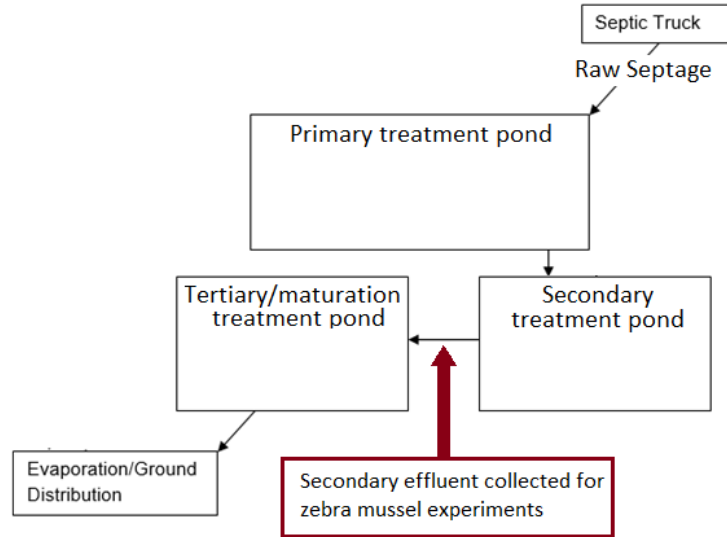 Septic Truck
Raw Septage
Primary treatment pond
Tertiary/maturation
treatment pond
Secondary
treatment pond
Evaporation/Ground
Distribution
Secondary effluent collected for
zebra mussel experiments